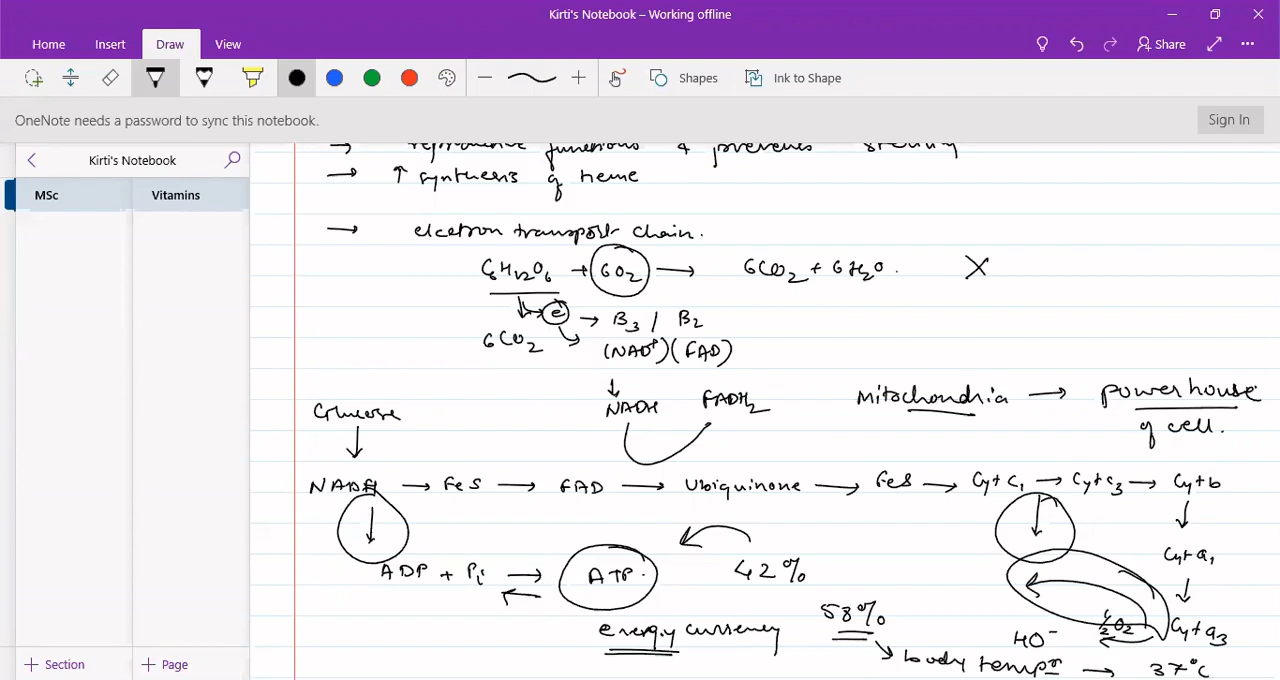 Kirti's Notebook – Working offline
Home Insert Draw View Share
Shapes Ink to Shape
OneNote needs a password to sync this notebook. Sign In
Kirti's Notebook
MSc Vitamins
→ functions & prevents
→ ↑ synthesis of heme
→ electron transport chain.
C6H12O6 → 6O2 → 6CO2 + 6H2O. X
e → B3 / B2
6CO2 (NAD+) (FAD)
↓
NADH FADH2 Mitochondria → power house
of cell.
Glucose
↓
NADH → FeS → FAD → Ubiquinone → FeS → Cyt c1 → Cyt c3 → Cyt b
↓
Cyt a1
ADP + Pi → ATP. 42%
↓
Cyt a3
1/2O2
58%
energy currency
HO-
body tempr → 37°C
+ Section + Page